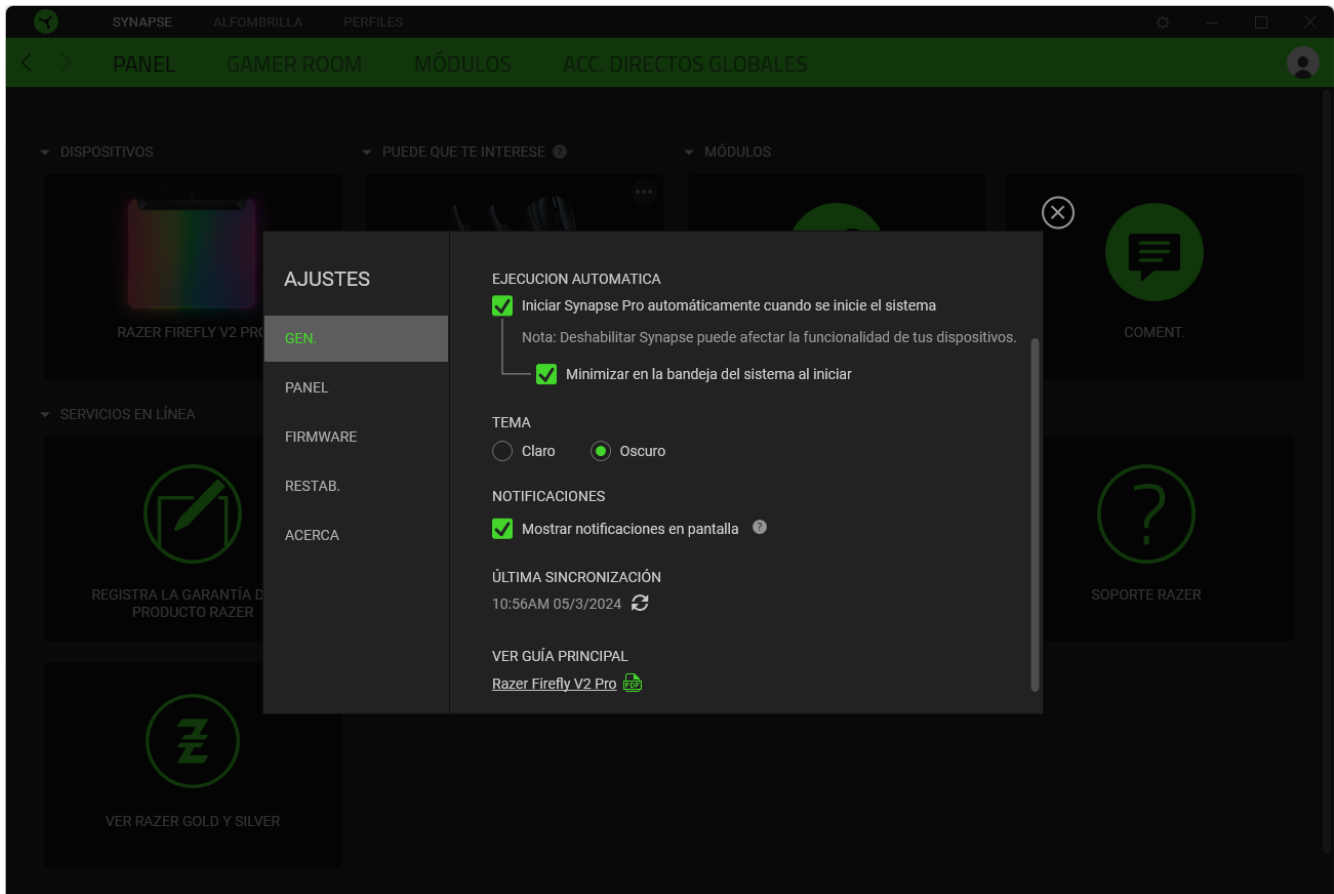 SYNAPSE
ALFOMBRILLA
PERFILES
PANEL
GAMER ROOM
MÓDULOS
ACC. DIRECTOS GLOBALES
DISPOSITIVOS
PUEDE QUE TE INTERESE ?
MÓDULOS
RAZER FIREFLY V2 PRO
COMENT.
SERVICIOS EN LÍNEA
REGISTRA LA GARANTÍA D
PRODUCTO RAZER
SOPORTE RAZER
VER RAZER GOLD Y SILVER
AJUSTES
GEN.
PANEL
FIRMWARE
RESTAB.
ACERCA
EJECUCION AUTOMATICA
Iniciar Synapse Pro automáticamente cuando se inicie el sistema
Nota: Deshabilitar Synapse puede afectar la funcionalidad de tus dispositivos.
Minimizar en la bandeja del sistema al iniciar
TEMA
Claro
Oscuro
NOTIFICACIONES
Mostrar notificaciones en pantalla ?
ÚLTIMA SINCRONIZACIÓN
10:56AM 05/3/2024
VER GUÍA PRINCIPAL
Razer Firefly V2 Pro PDF